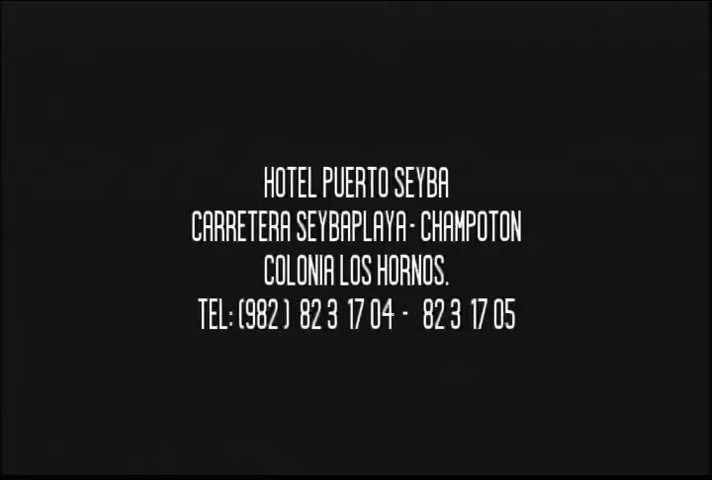 HOTEL PUERTO SEYBA
CARRETERA SEYBAPLAYA- CHAMPOTON
COLONIA LOS HORNOS.
TEL: (982 ) 82 3 17 04 - 82 3 17 05